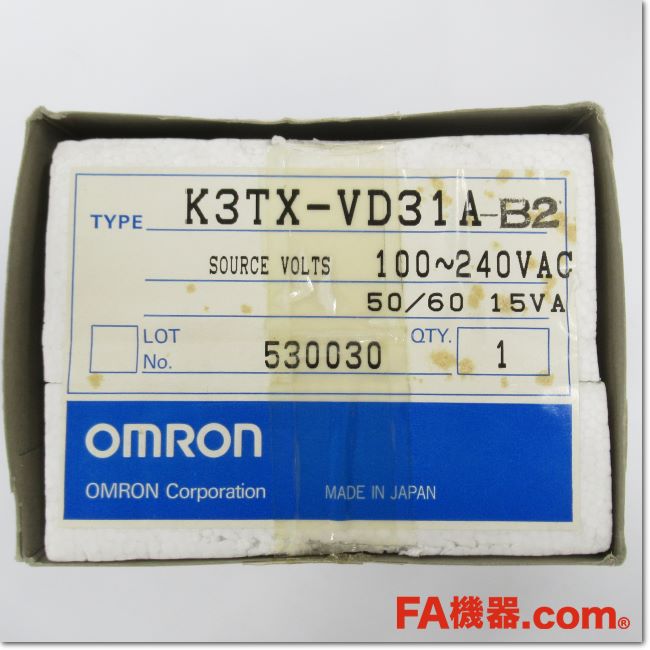 TYPE K3TX-VD31A-B2
SOURCE VOLTS 100~240VAC
50/60 15VA
LOT No. 530030 QTY. 1
OMRON
OMRON Corporation MADE IN JAPAN
FA機器.com®